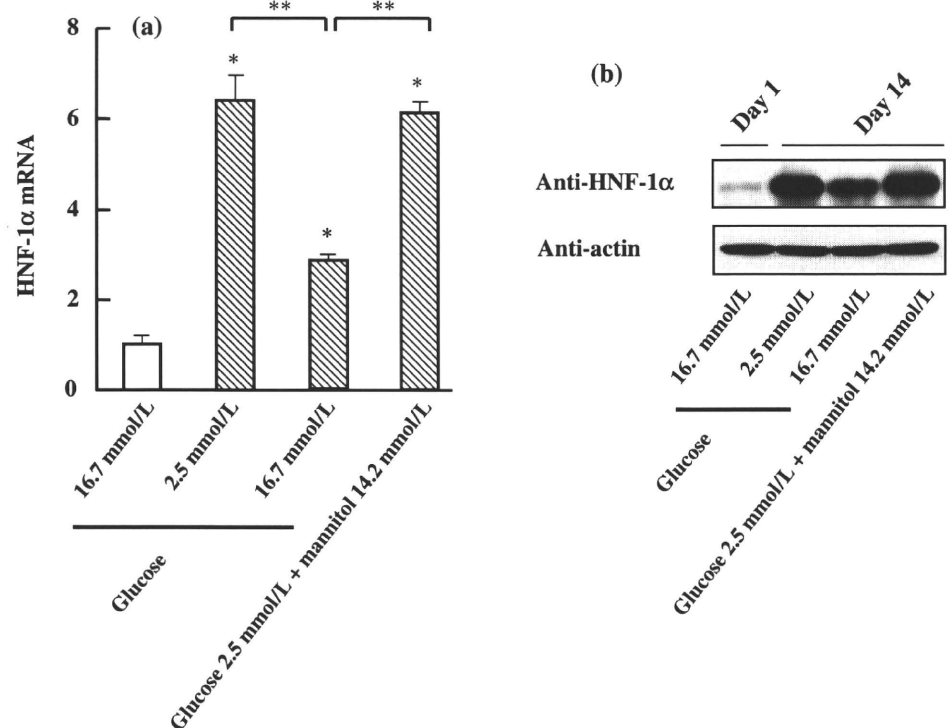 (a)
**
**
8
6
4
2
0
HNF-1α mRNA
*
*
*
16.7 mmol/L
2.5 mmol/L
16.7 mmol/L
Glucose 2.5 mmol/L + mannitol 14.2 mmol/L
Glucose
(b)
Day 1
Day 14
Anti-HNF-1α
Anti-actin
16.7 mmol/L
2.5 mmol/L
16.7 mmol/L
Glucose 2.5 mmol/L + mannitol 14.2 mmol/L
Glucose